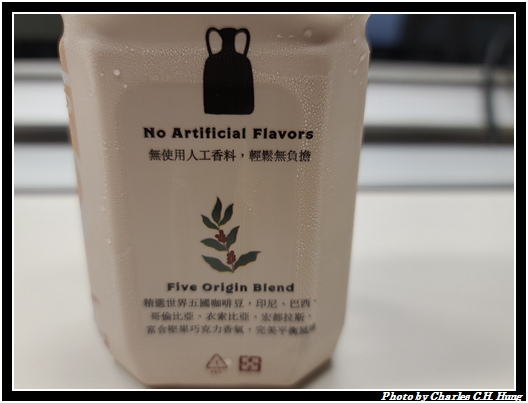 No Artificial Flavors
無使用人工香料，輕鬆無負擔
Five Origin Blend
精選世界五國咖啡豆，印尼、巴西、
哥倫比亞、衣索比亞、宏都拉斯，
富含堅果巧克力香氣，完美平衡風味
Photo by Charles C.H. Hung